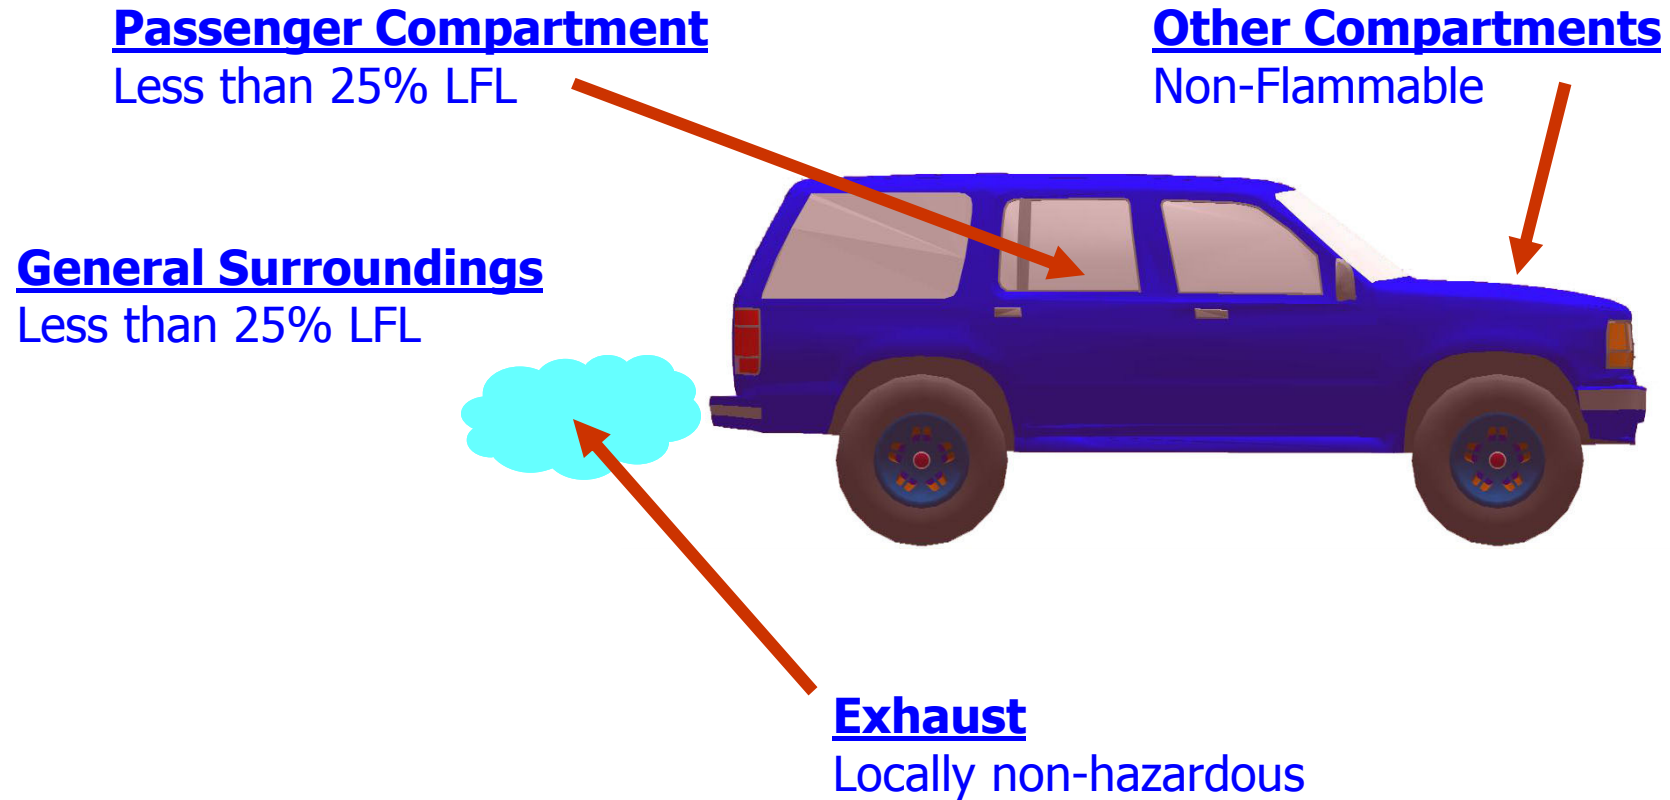 Passenger Compartment
Less than 25% LFL
Other Compartments
Non-Flammable
General Surroundings
Less than 25% LFL
Exhaust
Locally non-hazardous